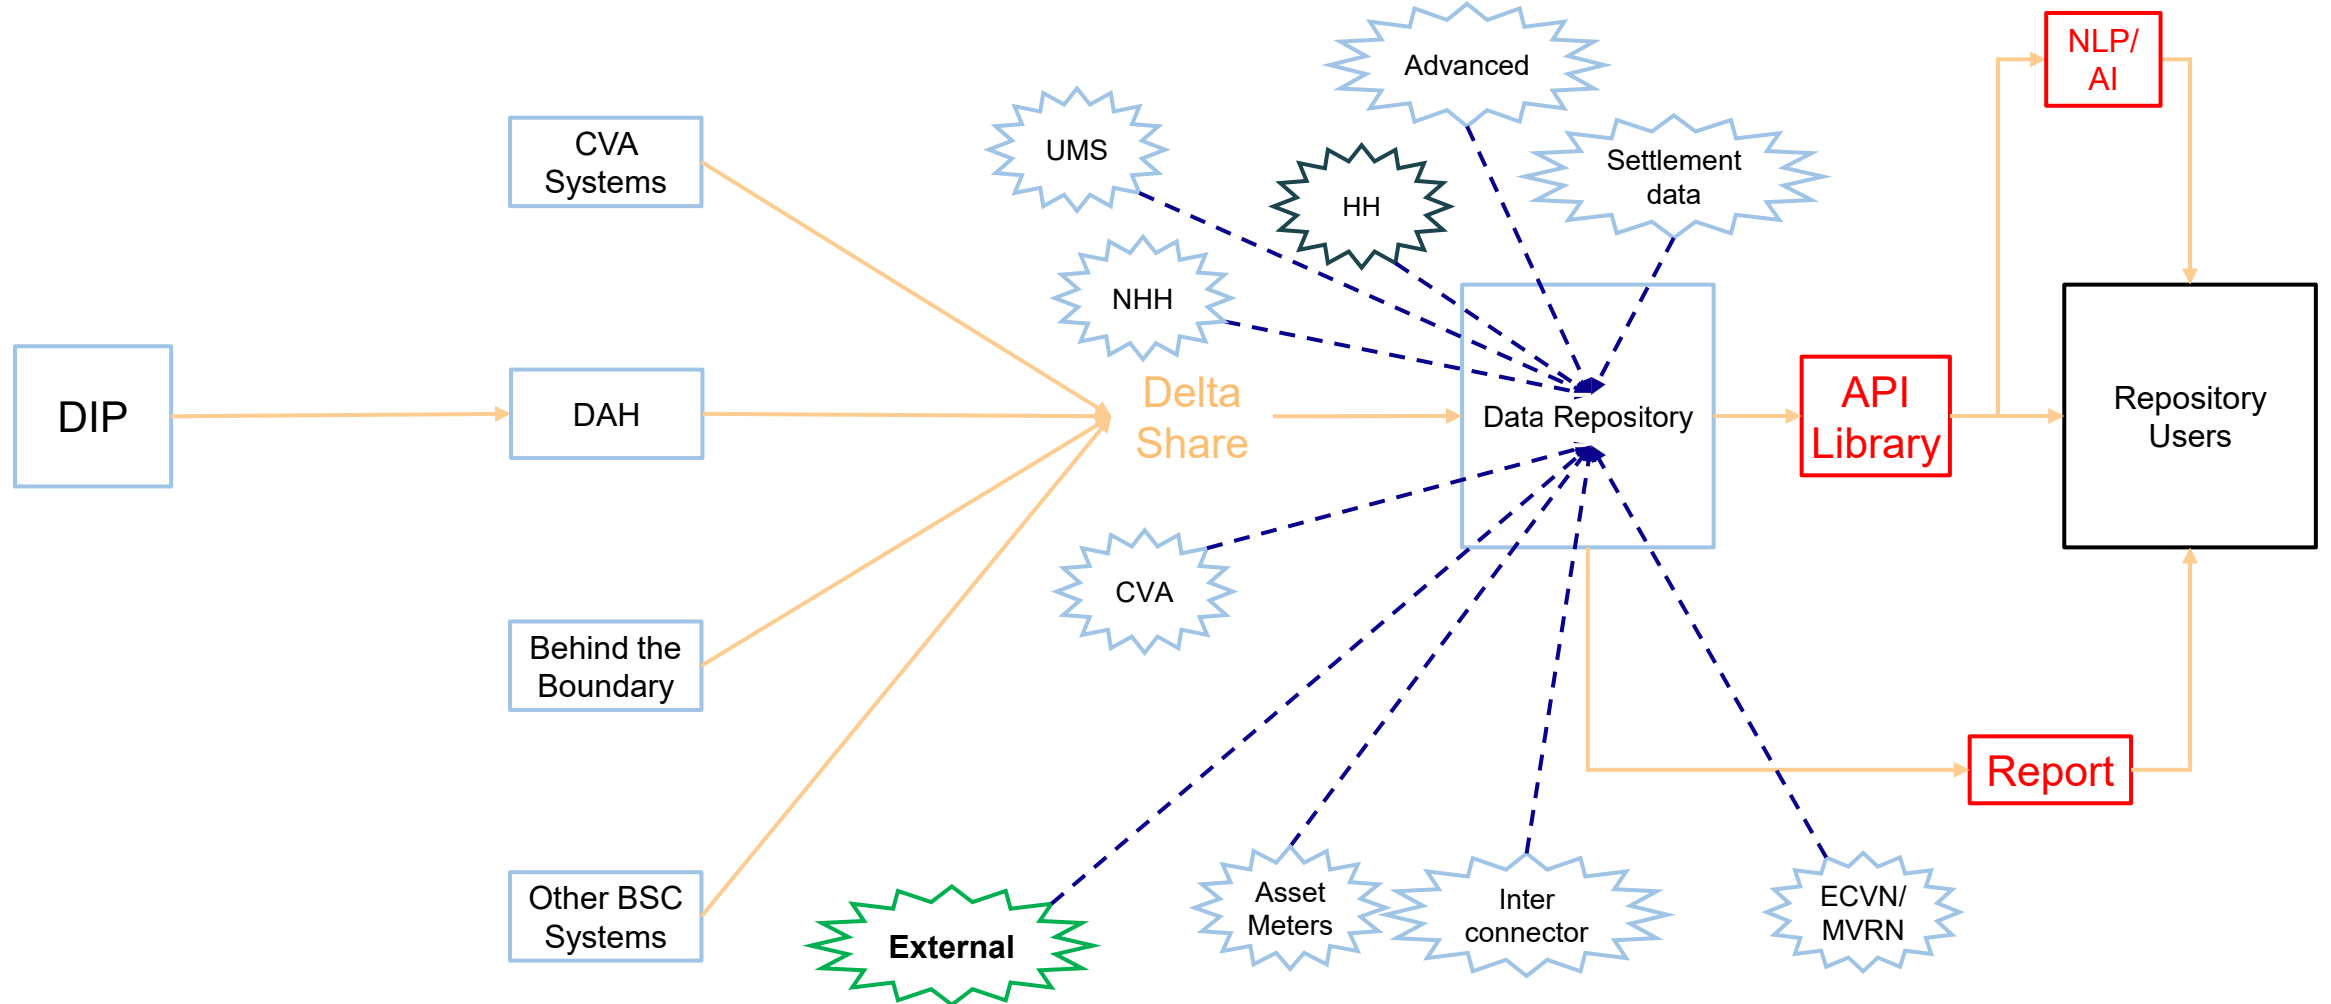 DIP
CVA
Systems
DAH
Behind the
Boundary
Other BSC
Systems
Delta
Share
UMS
NHH
HH
Advanced
Settlement
data
CVA
External
Asset
Meters
Inter
connector
ECVN/
MVRN
Data Repository
API
Library
NLP/
AI
Report
Repository
Users